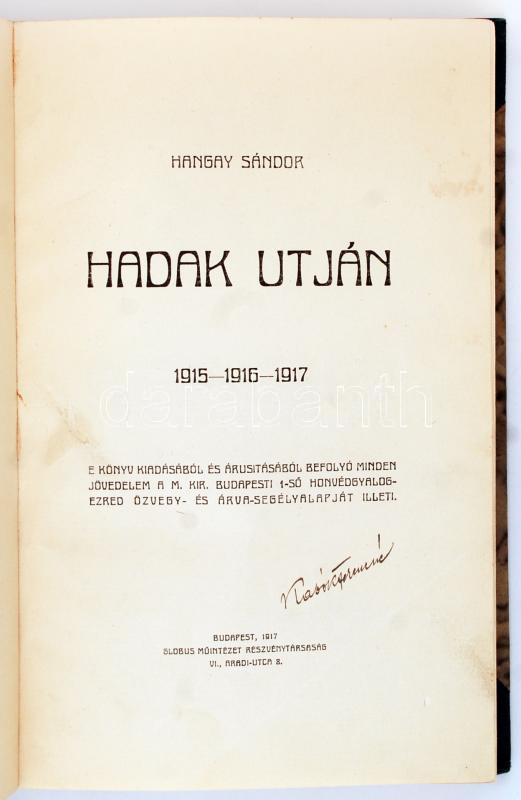 HANGAY SÁNDOR
HADAK UTJÁN
1915—1916—1917
darabanth
E KÖNYV KIADÁSÁBÓL ÉS ÁRUSITÁSÁBÓL BEFOLYÓ MINDEN
JÖVEDELEM A M. KIR. BUDAPESTI 1-SŐ HONVÉDGYALOG-
EZRED ÖZVEGY- ÉS ÁRVA-SEGÉLYALAPJÁT ILLETI.
BUDAPEST, 1917
GLOBUS MŰINTÉZET RÉSZVÉNYTÁRSASÁG
VI., ARADI-UTCA 8.